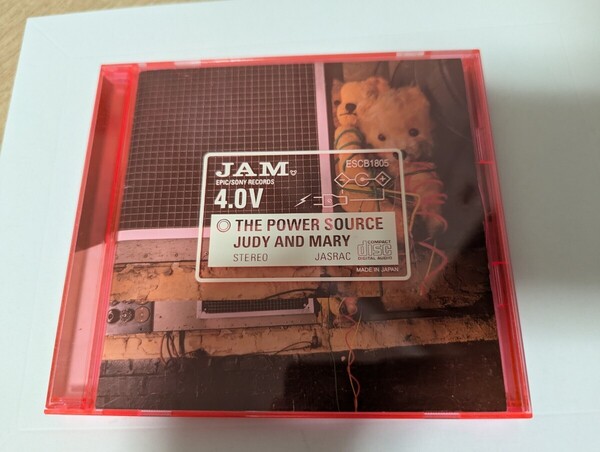 JAM.
ESCB1805
EPIC/SONY RECORDS
4.0V
THE POWER SOURCE
JUDY AND MARY
STEREO JASRAC
COMPACT
disc
DIGITAL AUDIO
MADE IN JAPAN